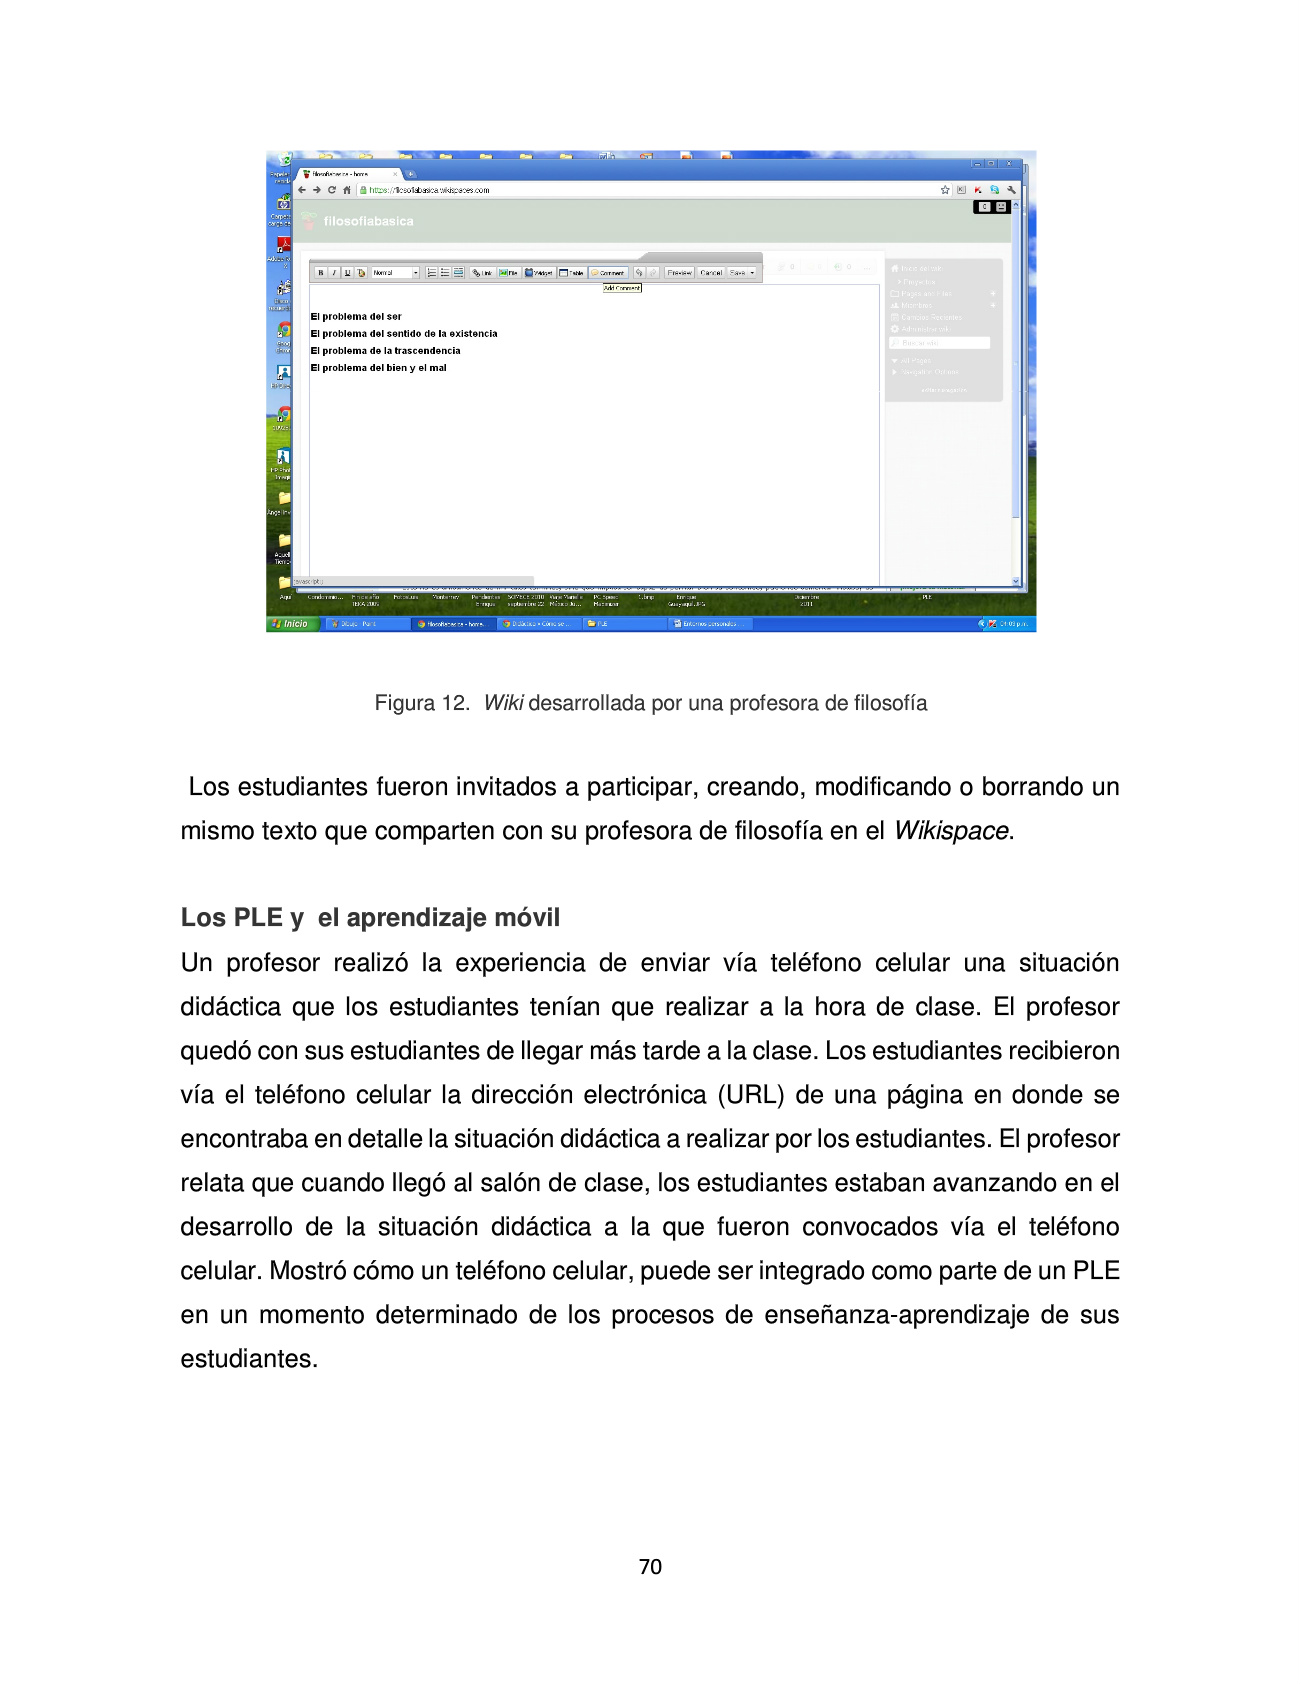 filosofiabasica - home
https://filosofiabasica.wikispaces.com
filosofiabasica
B I U Normal Link File Widget Table Comment Preview Cancel Save
Add Comment
El problema del ser
El problema del sentido de la existencia
El problema de la trascendencia
El problema del bien y el mal
Inicio Dibujo - Paint filosofiabasica - home... Didáctica » Cómo se... PLE Entornos personales...
Figura 12. Wiki desarrollada por una profesora de filosofía
Los estudiantes fueron invitados a participar, creando, modificando o borrando un
mismo texto que comparten con su profesora de filosofía en el Wikispace.
Los PLE y el aprendizaje móvil
Un profesor realizó la experiencia de enviar vía teléfono celular una situación
didáctica que los estudiantes tenían que realizar a la hora de clase. El profesor
quedó con sus estudiantes de llegar más tarde a la clase. Los estudiantes recibieron
vía el teléfono celular la dirección electrónica (URL) de una página en donde se
encontraba en detalle la situación didáctica a realizar por los estudiantes. El profesor
relata que cuando llegó al salón de clase, los estudiantes estaban avanzando en el
desarrollo de la situación didáctica a la que fueron convocados vía el teléfono
celular. Mostró cómo un teléfono celular, puede ser integrado como parte de un PLE
en un momento determinado de los procesos de enseñanza-aprendizaje de sus
estudiantes.
70